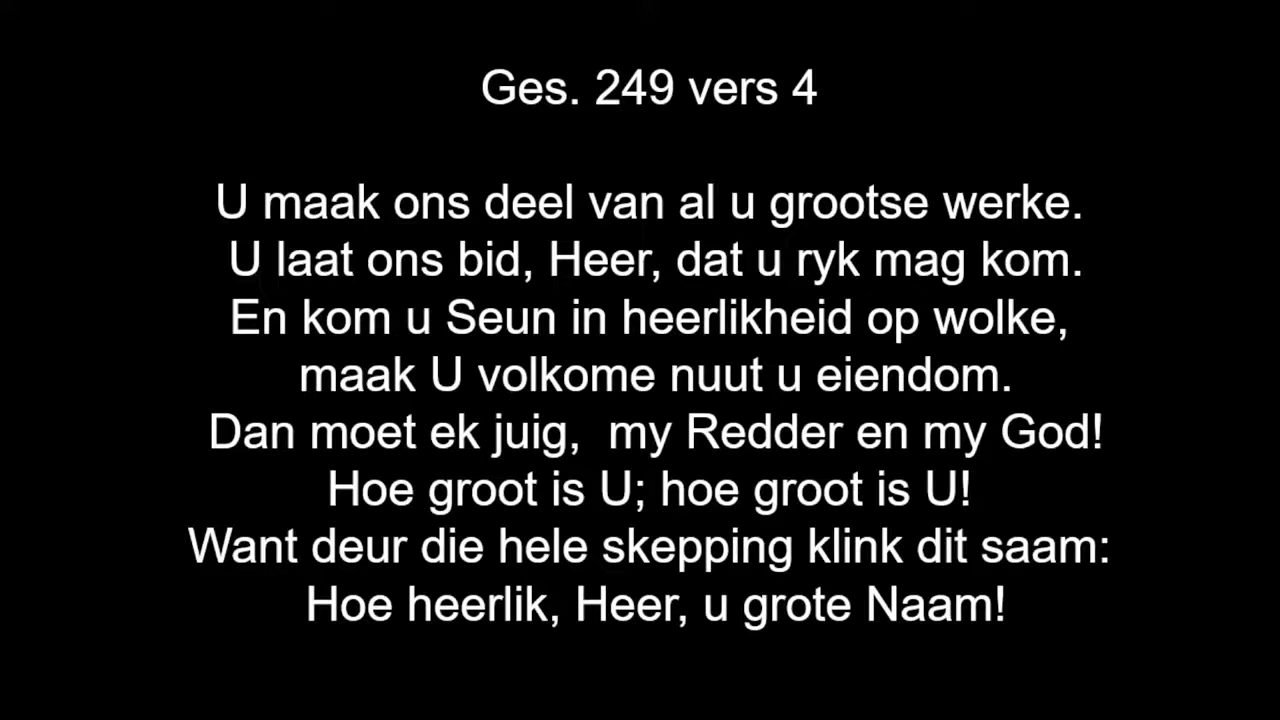 Ges. 249 vers 4
U maak ons deel van al u grootse werke.
U laat ons bid, Heer, dat u ryk mag kom.
En kom u Seun in heerlikheid op wolke,
maak U volkome nuut u eiendom.
Dan moet ek juig,  my Redder en my God!
Hoe groot is U; hoe groot is U!
Want deur die hele skepping klink dit saam:
Hoe heerlik, Heer, u grote Naam!